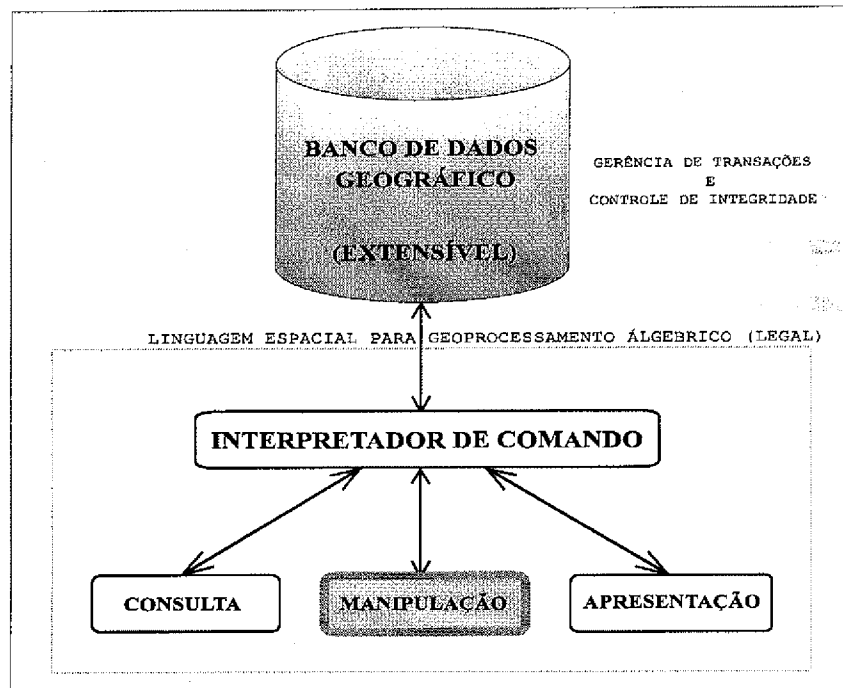 BANCO DE DADOS
GEOGRÁFICO
(EXTENSÍVEL)
GERÊNCIA DE TRANSAÇÕES
E
CONTROLE DE INTEGRIDADE
LINGUAGEM ESPACIAL PARA GEOPROCESSAMENTO ÁLGEBRICO (LEGAL)
INTERPRETADOR DE COMANDO
CONSULTA
MANIPULAÇÃO
APRESENTAÇÃO